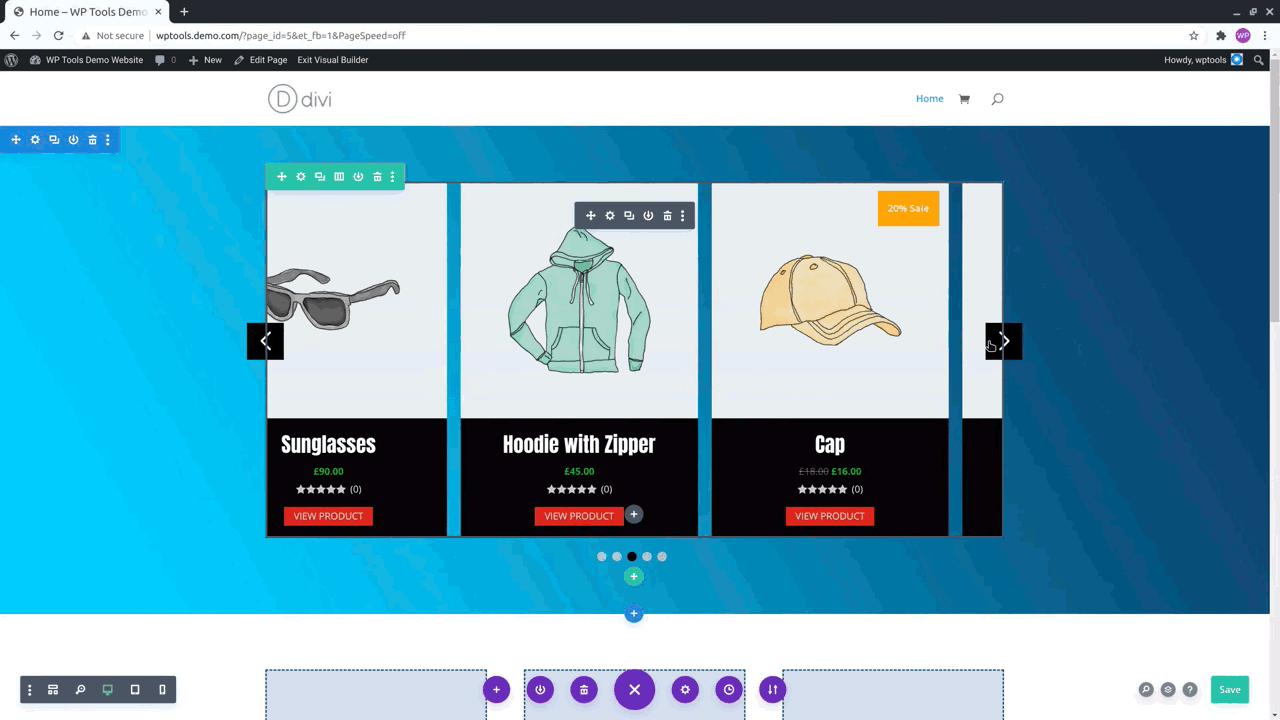 Home – WP Tools Demo
Not secure
wptools.demo.com/?page_id=5&et_fb=1&PageSpeed=off
WP
WP Tools Demo Website
0
New
Edit Page
Exit Visual Builder
Howdy, wptools
D divi
Home
20% Sale
Sunglasses
Hoodie with Zipper
Cap
£90.00
£45.00
£18.00 £16.00
(0)
(0)
(0)
VIEW PRODUCT
VIEW PRODUCT
VIEW PRODUCT
Save